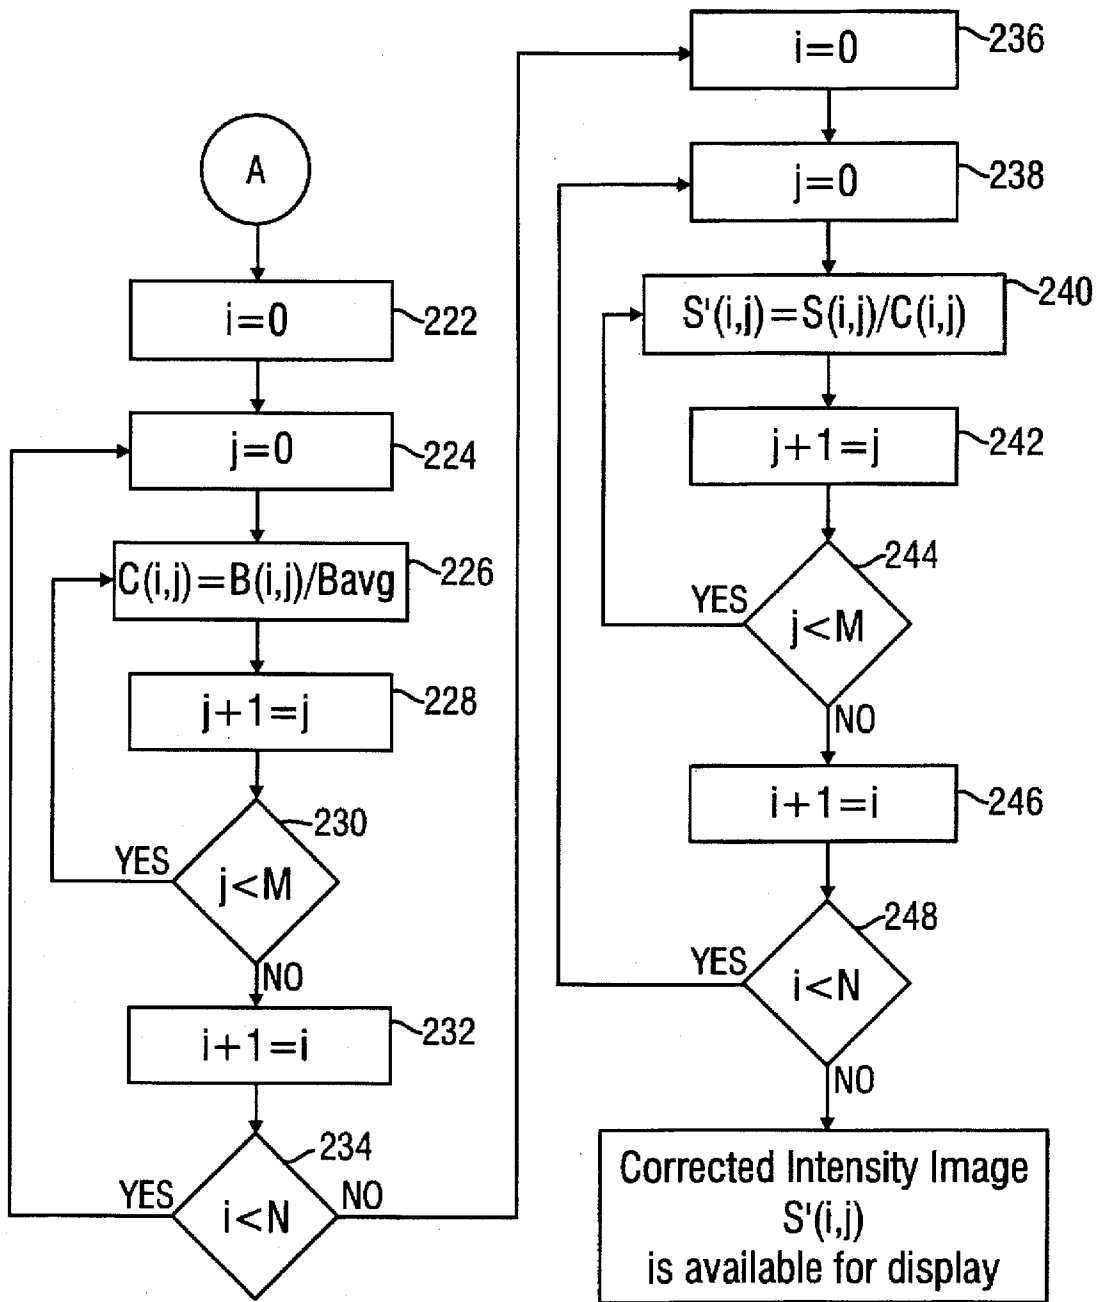 A
i=0
222
j=0
224
C(i,j)=B(i,j)/Bavg
226
j+1=j
228
230
YES
j<M
NO
i+1=i
232
234
YES
i<N
NO
i=0
236
j=0
238
S'(i,j)=S(i,j)/C(i,j)
240
j+1=j
242
244
YES
j<M
NO
i+1=i
246
248
YES
i<N
NO
Corrected Intensity Image
S'(i,j)
is available for display